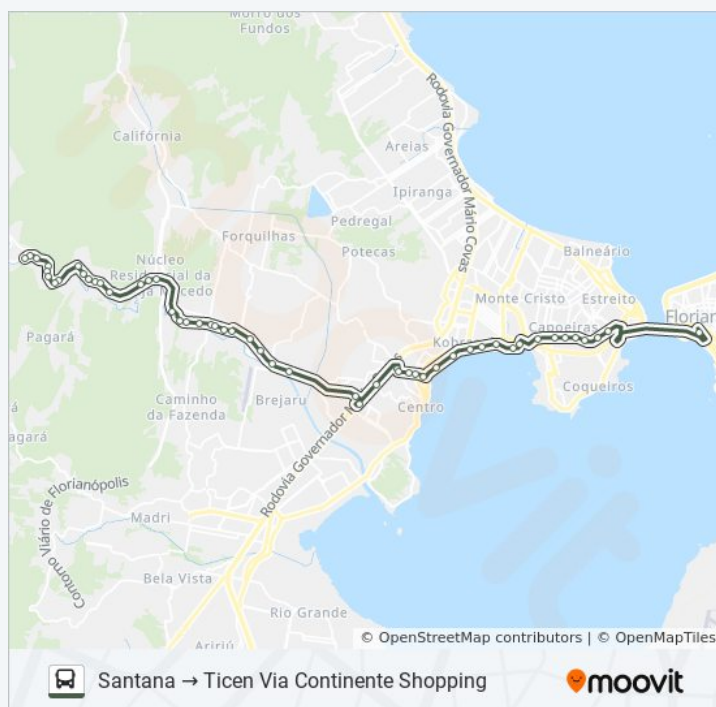 Morro dos
Fundos
Califórnia
Areias
Rodovia Governador Mário Covas
Ipiranga
Pedregal
Forquilhas
Potecas
Balneário
Núcleo
Residencial da
Monte Cristo
Estreito
Pagará
Capoeiras
Florian
Kobra
Coqueiros
Caminho
da Fazenda
Brejaru
Centro
Rodovia Governador M
Contorno Viário de Florianópolis
Madri
Bela Vista
Rio Grande
Aririú
© OpenStreetMap contributors | © OpenMapTiles
Santana → Ticen Via Continente Shopping
moovit